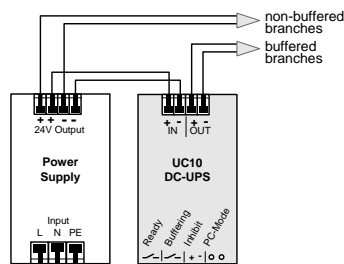 non-buffered
branches
buffered
branches
+ + - -
24V Output
+ - + -
IN OUT
Power
Supply
UC10
DC-UPS
Input
L N PE
Ready
Buffering
Inhibit
PC-Mode
+ -